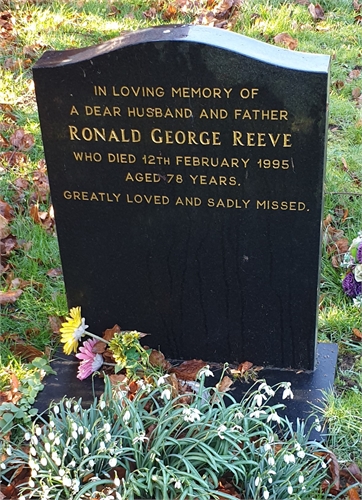 IN LOVING MEMORY OF
A DEAR HUSBAND AND FATHER
RONALD GEORGE REEVE
WHO DIED 12TH FEBRUARY 1995
AGED 78 YEARS.
GREATLY LOVED AND SADLY MISSED.